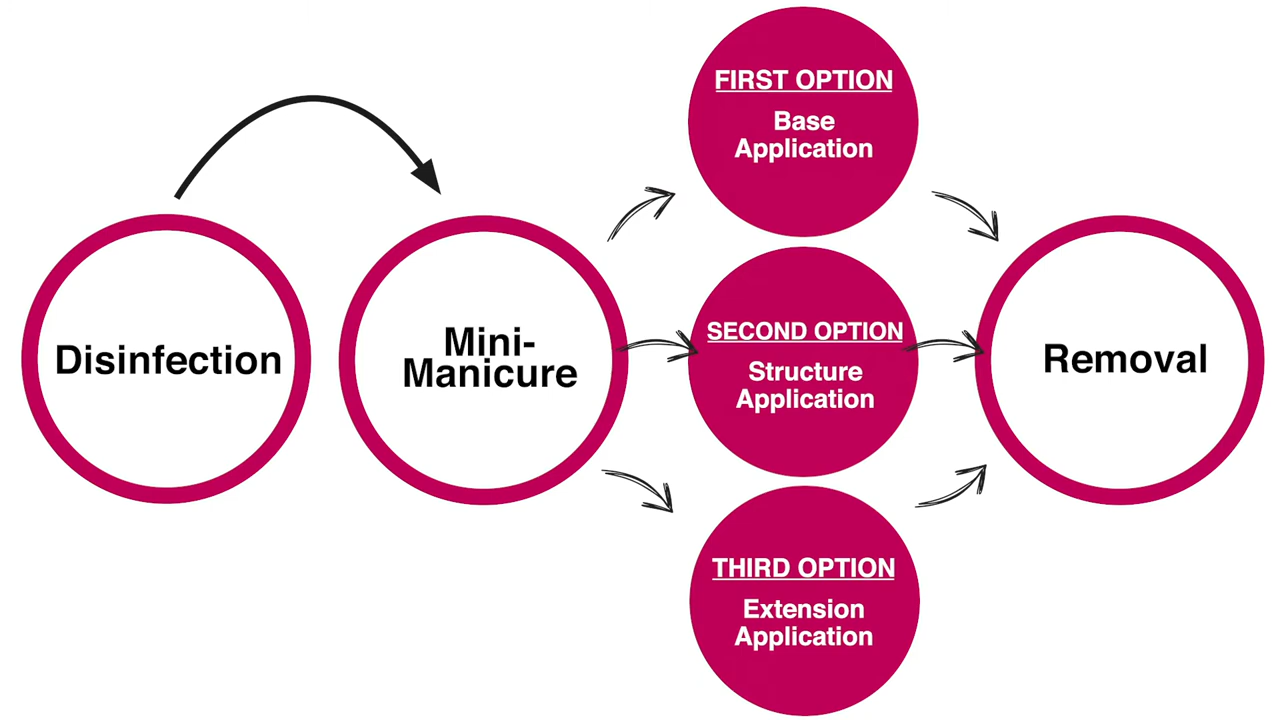 Disinfection
Mini-
Manicure
FIRST OPTION
Base
Application
SECOND OPTION
Structure
Application
THIRD OPTION
Extension
Application
Removal